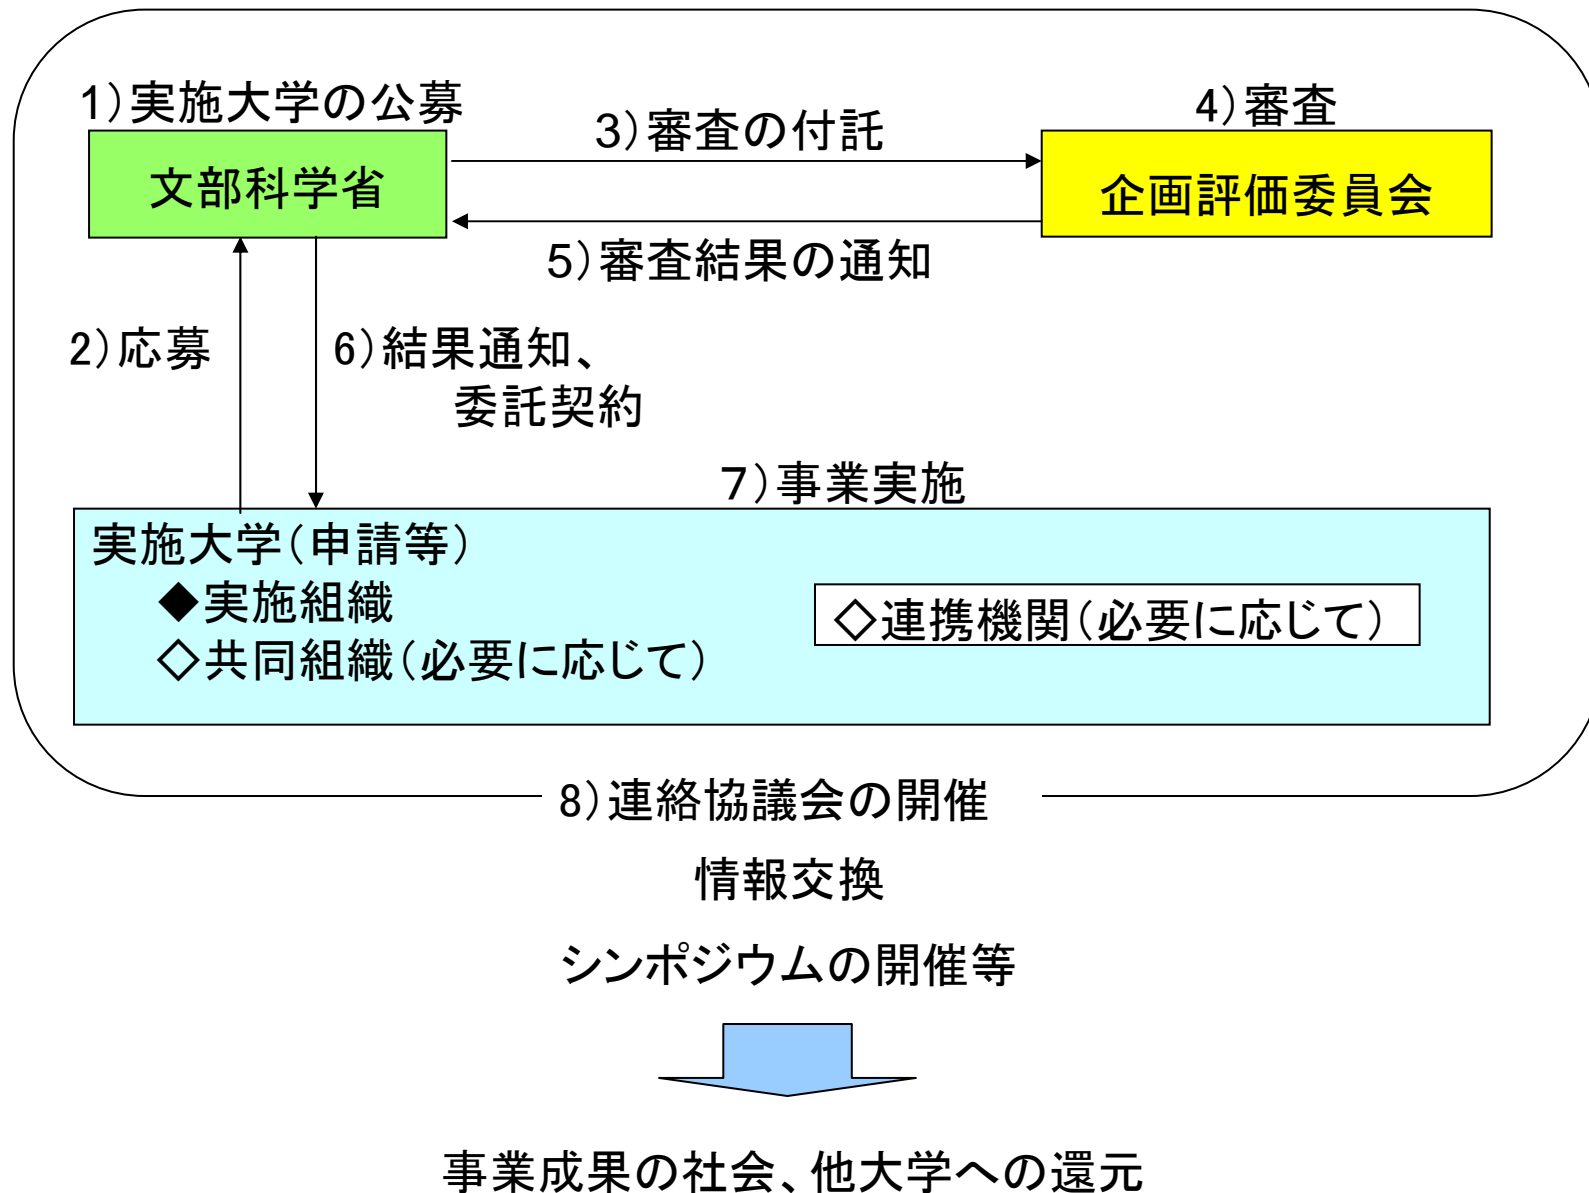 1)実施大学の公募
4)審査
3)審査の付託
文部科学省
企画評価委員会
5)審査結果の通知
2)応募
6)結果通知、
委託契約
7)事業実施
実施大学(申請等)
◆実施組織
◇連携機関(必要に応じて)
◇共同組織(必要に応じて)
8)連絡協議会の開催
情報交換
シンポジウムの開催等
事業成果の社会、他大学への還元